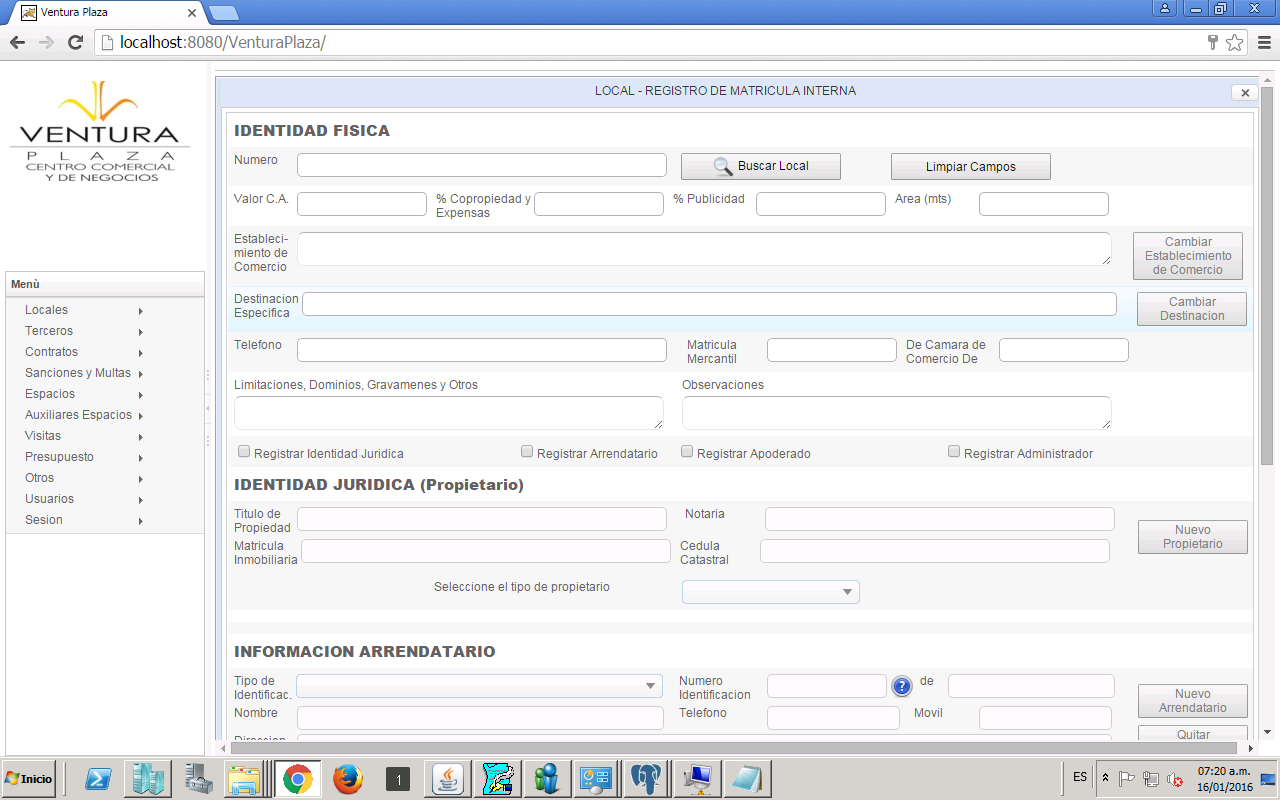 Ventura Plaza
localhost:8080/VenturaPlaza/
VENTURA
PLAZA
CENTRO COMERCIAL
Y DE NEGOCIOS
Menù
Locales
Terceros
Contratos
Sanciones y Multas
Espacios
Auxiliares Espacios
Visitas
Presupuesto
Otros
Usuarios
Sesion
LOCAL - REGISTRO DE MATRICULA INTERNA
IDENTIDAD FISICA
Numero
Buscar Local
Limpiar Campos
Valor C.A.
% Copropiedad y
Expensas
% Publicidad
Area (mts)
Estableci-
miento de
Comercio
Cambiar
Establecimiento
de Comercio
Destinacion
Especifica
Cambiar
Destinacion
Telefono
Matricula
Mercantil
De Camara de
Comercio De
Limitaciones, Dominios, Gravamenes y Otros
Observaciones
Registrar Identidad Juridica
Registrar Arrendatario
Registrar Apoderado
Registrar Administrador
IDENTIDAD JURIDICA (Propietario)
Titulo de
Propiedad
Notaria
Nuevo
Propietario
Matricula
Inmobiliaria
Cedula
Catastral
Seleccione el tipo de propietario
INFORMACION ARRENDATARIO
Tipo de
Identificac.
Numero
Identificacion
?
de
Nuevo
Arrendatario
Nombre
Telefono
Movil
Quitar
Direccion
Inicio
1
ES
07:20 a.m.
16/01/2016